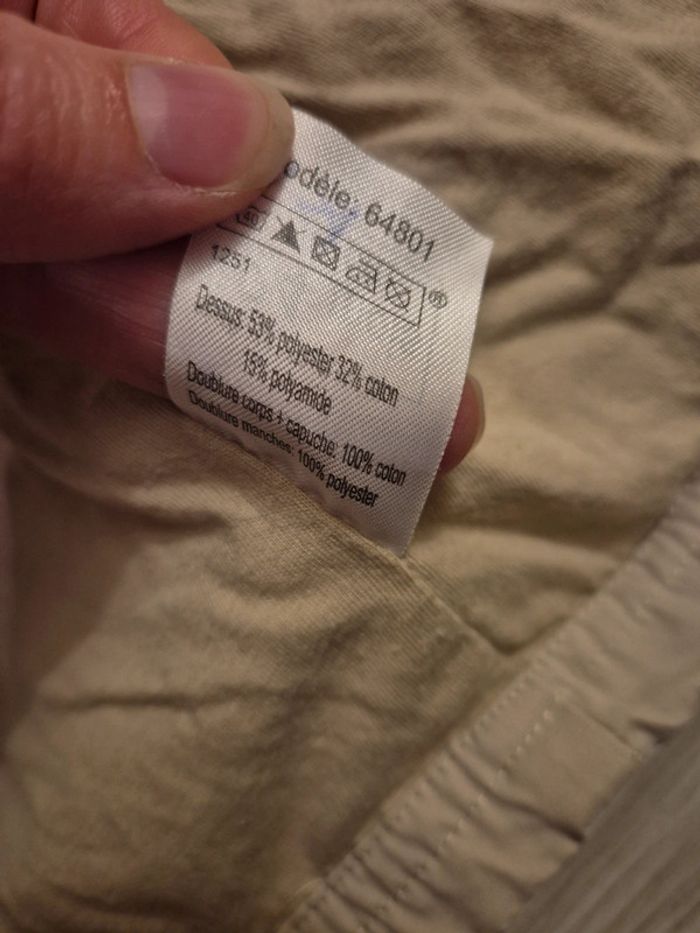 odèle: 64801
40
®
1251
Dessus: 53% polyester 32% coton
15% polyamide
Doublure corps + capuche: 100% coton
Doublure manches: 100% polyester